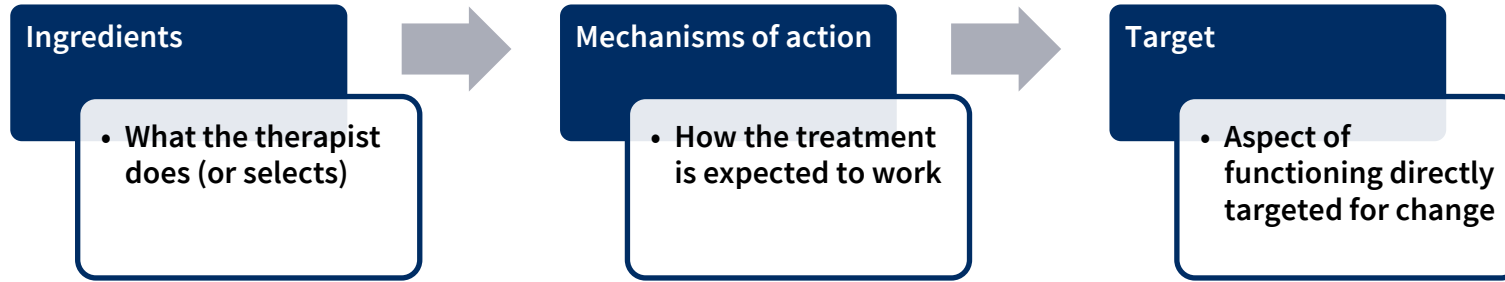 Ingredients
• What the therapist
does (or selects)
Mechanisms of action
• How the treatment
is expected to work
Target
• Aspect of
functioning directly
targeted for change